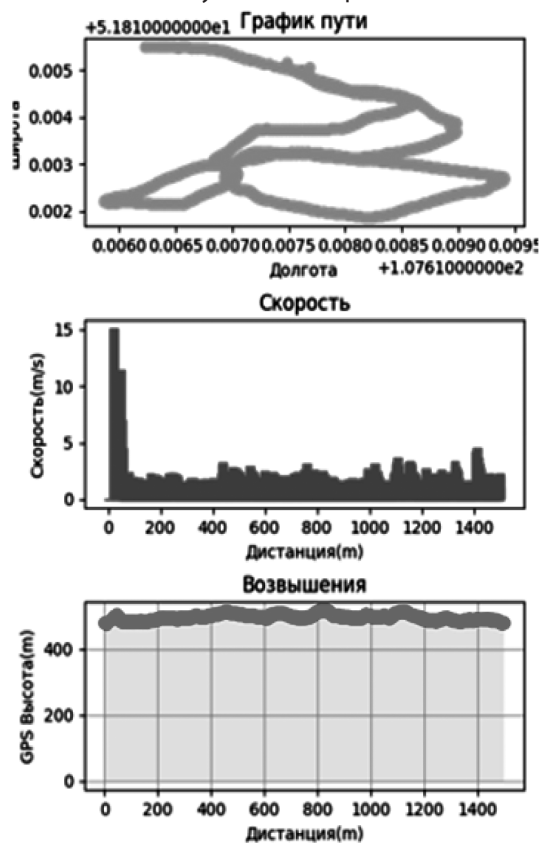 График пути
+5.1810000000e1
0.005
0.004
0.003
0.002
Широта
0.0060 0.0065 0.0070 0.0075 0.0080 0.0085 0.0090 0.0095
Долгота +1.0761000000e2
Скорость
15
10
5
0
Скорость(m/s)
0 200 400 600 800 1000 1200 1400
Дистанция(m)
Возвышения
400
200
0
GPS Высота(m)
0 200 400 600 800 1000 1200 1400
Дистанция(m)